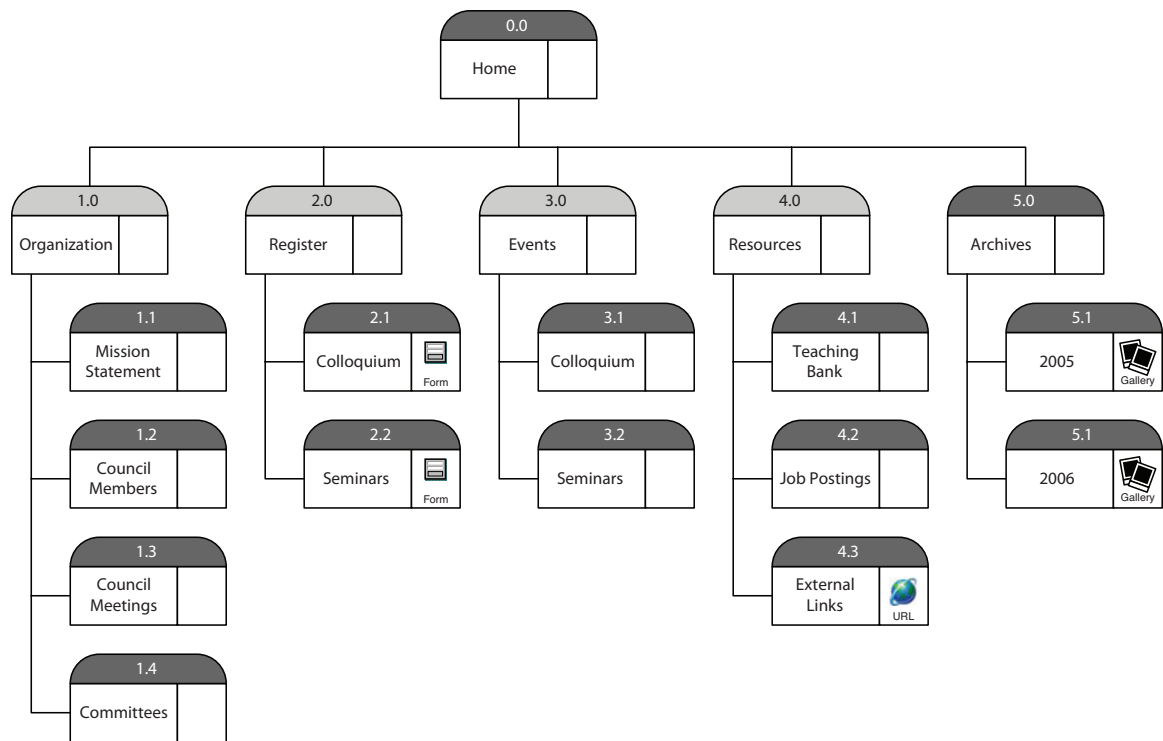 0.0
Home
1.0
Organization
1.1
Mission
Statement
1.2
Council
Members
1.3
Council
Meetings
1.4
Committees
2.0
Register
2.1
Colloquium
Form
2.2
Seminars
Form
3.0
Events
3.1
Colloquium
3.2
Seminars
4.0
Resources
4.1
Teaching
Bank
4.2
Job Postings
4.3
External
Links
URL
5.0
Archives
5.1
2005
Gallery
5.1
2006
Gallery